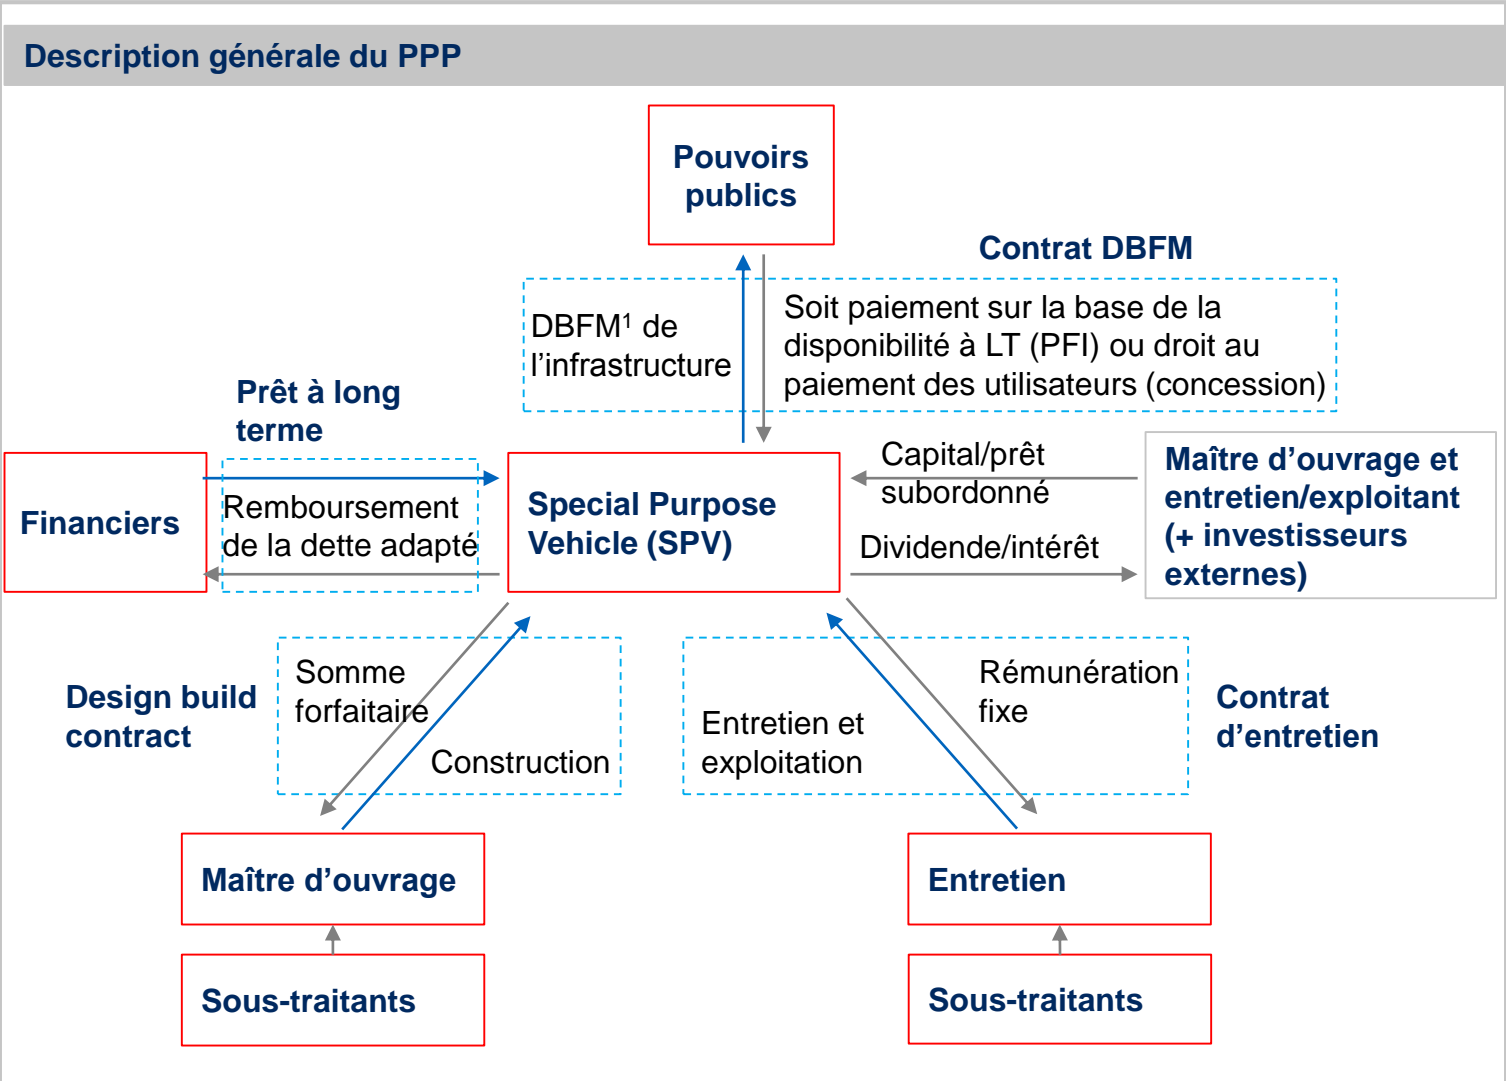 Description générale du PPP
Pouvoirs
publics
Contrat DBFM
DBFM¹ de
l’infrastructure
Soit paiement sur la base de la
disponibilité à LT (PFI) ou droit au
paiement des utilisateurs (concession)
Prêt à long
terme
Financiers
Remboursement
de la dette adapté
Special Purpose
Vehicle (SPV)
Capital/prêt
subordonné
Dividende/intérêt
Maître d’ouvrage et
entretien/exploitant
(+ investisseurs
externes)
Design build
contract
Somme
forfaitaire
Construction
Entretien et
exploitation
Rémunération
fixe
Contrat
d’entretien
Maître d’ouvrage
Entretien
Sous-traitants
Sous-traitants